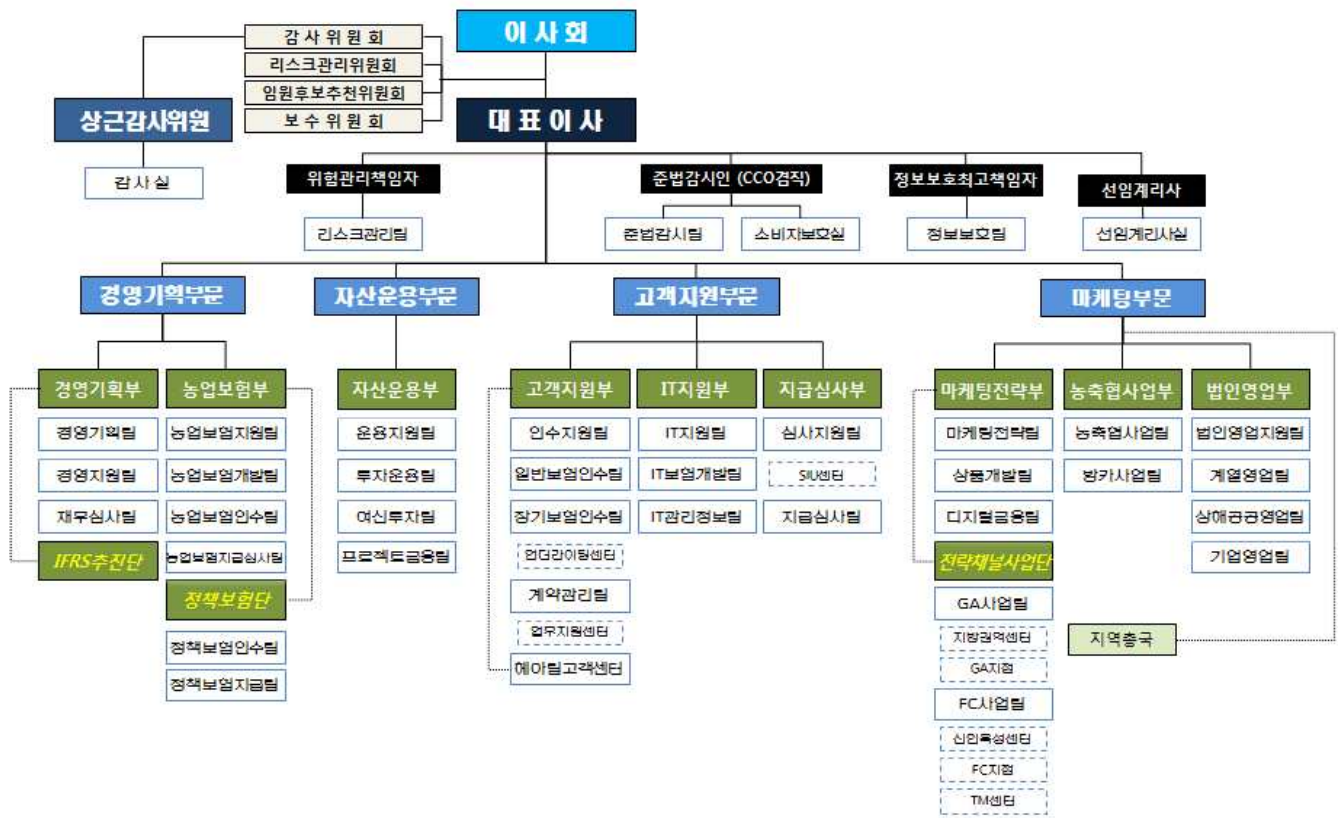 이 사 회
감 사 위 원 회
리스크관리위원회
임원후보추천위원회
보 수 위 원 회
상근감사위원
대 표 이 사
감 사 실
위험관리책임자
준법감시인 (CCO겸직)
정보보호최고책임자
선임계리사
리스크관리팀
준법감시팀
소비자보호실
정보보호팀
선임계리사실
경영기획부문
자산운용부문
고객지원부문
마케팅부문
경영기획부
농업보험부
자산운용부
고객지원부
IT지원부
지급심사부
마케팅전략부
농축협사업부
법인영업부
경영기획팀
농업보험지원팀
운용지원팀
인수지원팀
IT지원팀
심사지원팀
마케팅전략팀
농축협사업팀
법인영업지원팀
경영지원팀
농업보험개발팀
투자운용팀
일반보험인수팀
IT보험개발팀
SIU센터
상품개발팀
방카사업팀
계열영업팀
재무심사팀
농업보험인수팀
여신투자팀
장기보험인수팀
IT관리정보팀
지급심사팀
디지털금융팀
상해공공영업팀
IFRS추진단
농업보험지급심사팀
프로젝트금융팀
언더라이팅센터
전략채널사업단
기업영업팀
정책보험단
계약관리팀
GA사업팀
정책보험인수팀
업무지원센터
지방권역센터
지역총국
정책보험지급팀
헤아림고객센터
GA지점
FC사업팀
신인육성센터
FC지점
TM센터